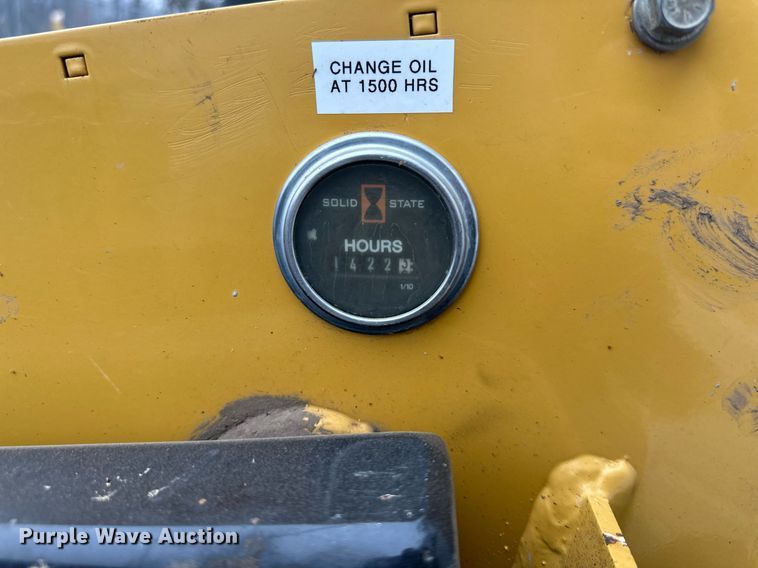 CHANGE OIL
AT 1500 HRS
SOLID STATE
HOURS
1422
1/10
Purple Wave Auction